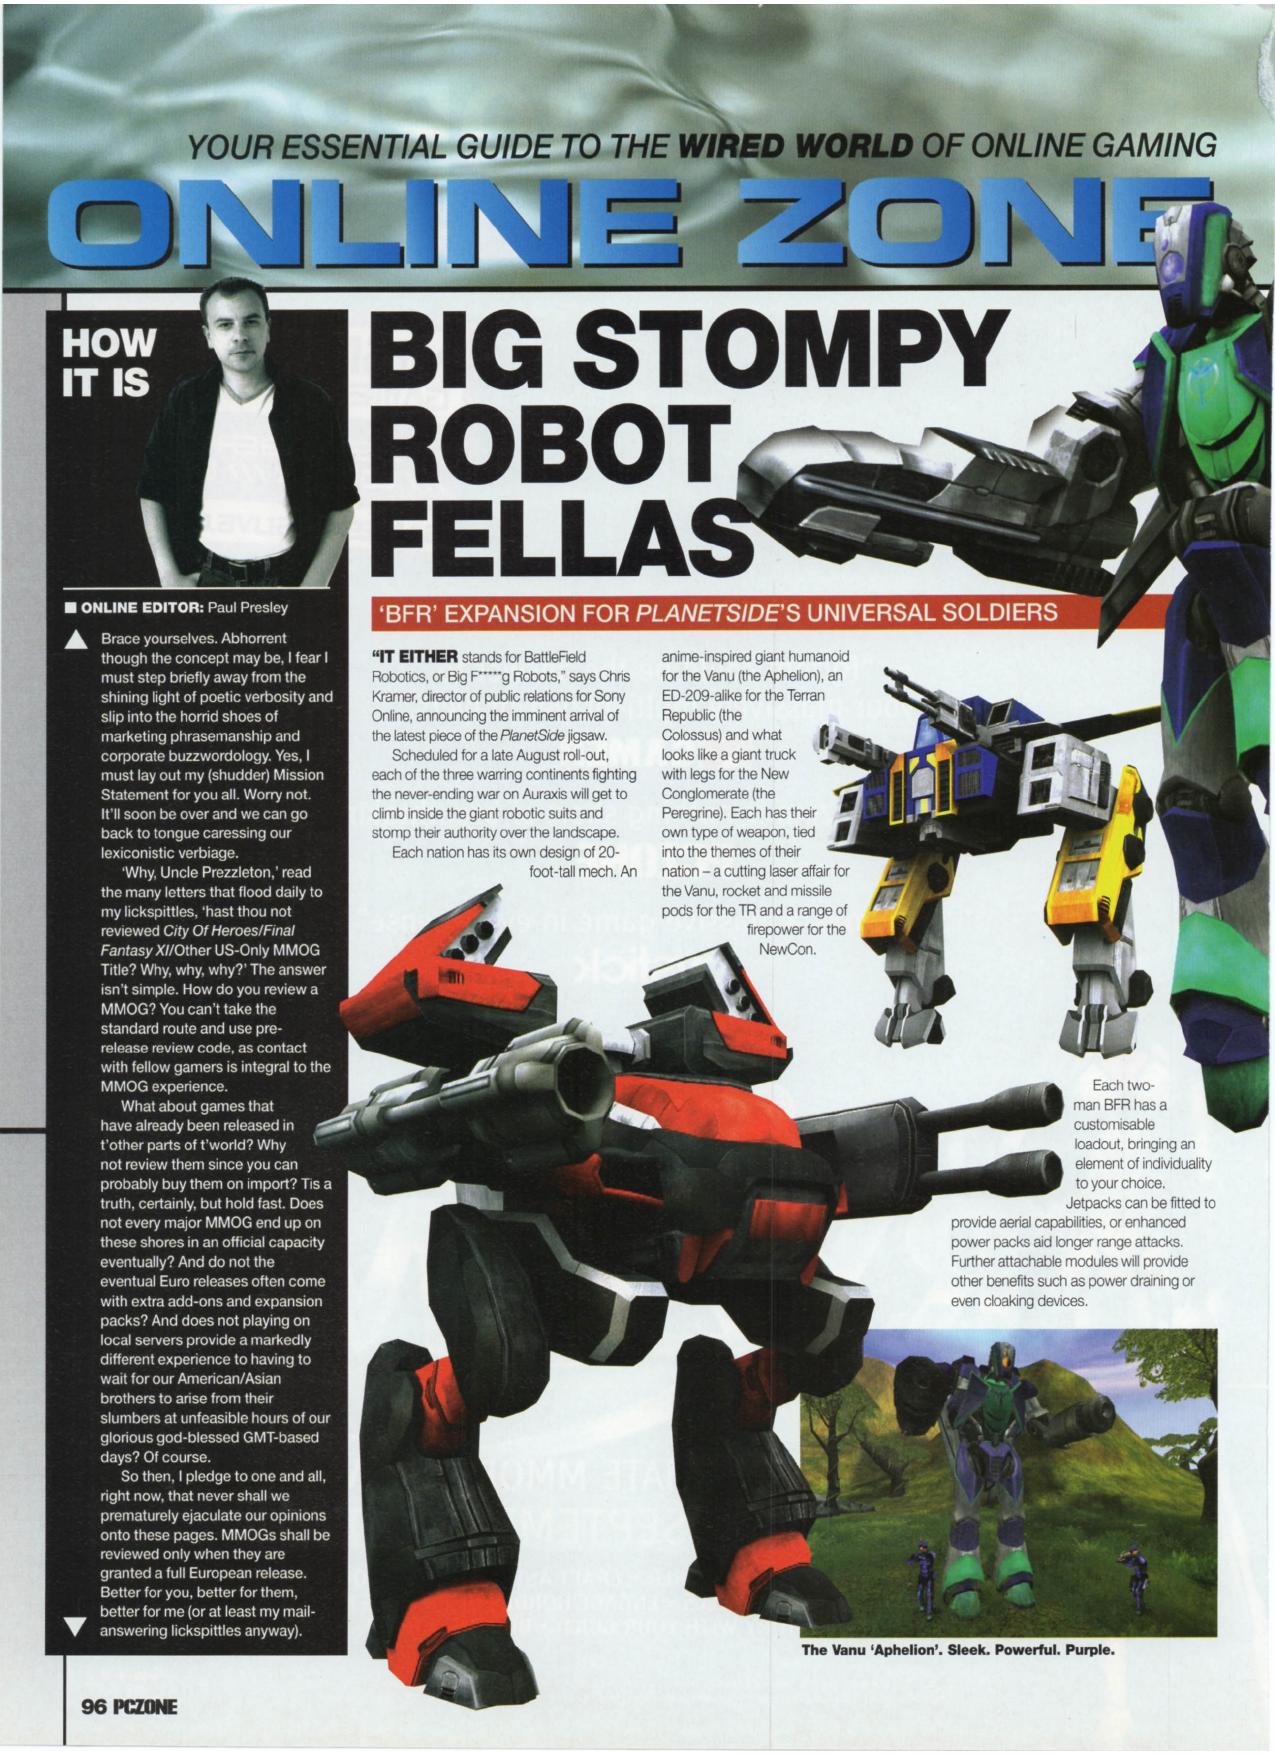 YOUR ESSENTIAL GUIDE TO THE WIRED WORLD OF ONLINE GAMING
ONLINE ZONE
HOW
IT IS
■ ONLINE EDITOR: Paul Presley
Brace yourselves. Abhorrent
though the concept may be, I fear I
must step briefly away from the
shining light of poetic verbosity and
slip into the horrid shoes of
marketing phrasemanship and
corporate buzzwordology. Yes, I
must lay out my (shudder) Mission
Statement for you all. Worry not.
It'll soon be over and we can go
back to tongue caressing our
lexiconistic verbiage.
'Why, Uncle Prezzleton,' read
the many letters that flood daily to
my lickspittles, 'hast thou not
reviewed City Of Heroes/Final
Fantasy XI/Other US-Only MMOG
Title? Why, why, why?' The answer
isn't simple. How do you review a
MMOG? You can't take the
standard route and use pre-
release review code, as contact
with fellow gamers is integral to the
MMOG experience.
What about games that
have already been released in
t'other parts of t'world? Why
not review them since you can
probably buy them on import? Tis a
truth, certainly, but hold fast. Does
not every major MMOG end up on
these shores in an official capacity
eventually? And do not the
eventual Euro releases often come
with extra add-ons and expansion
packs? And does not playing on
local servers provide a markedly
different experience to having to
wait for our American/Asian
brothers to arise from their
slumbers at unfeasible hours of our
glorious god-blessed GMT-based
days? Of course.
So then, I pledge to one and all,
right now, that never shall we
prematurely ejaculate our opinions
onto these pages. MMOGs shall be
reviewed only when they are
granted a full European release.
Better for you, better for them,
better for me (or at least my mail-
answering lickspittles anyway).
BIG STOMPY
ROBOT
FELLAS
'BFR' EXPANSION FOR PLANETSIDE'S UNIVERSAL SOLDIERS
"IT EITHER stands for BattleField
Robotics, or Big F*****g Robots," says Chris
Kramer, director of public relations for Sony
Online, announcing the imminent arrival of
the latest piece of the PlanetSide jigsaw.
Scheduled for a late August roll-out,
each of the three warring continents fighting
the never-ending war on Auraxis will get to
climb inside the giant robotic suits and
stomp their authority over the landscape.
Each nation has its own design of 20-
foot-tall mech. An
anime-inspired giant humanoid
for the Vanu (the Aphelion), an
ED-209-alike for the Terran
Republic (the
Colossus) and what
looks like a giant truck
with legs for the New
Conglomerate (the
Peregrine). Each has their
own type of weapon, tied
into the themes of their
nation – a cutting laser affair for
the Vanu, rocket and missile
pods for the TR and a range of
firepower for the
NewCon.
Each two-
man BFR has a
customisable
loadout, bringing an
element of individuality
to your choice.
Jetpacks can be fitted to
provide aerial capabilities, or enhanced
power packs aid longer range attacks.
Further attachable modules will provide
other benefits such as power draining or
even cloaking devices.
The Vanu 'Aphelion'. Sleek. Powerful. Purple.
96 PCZONE